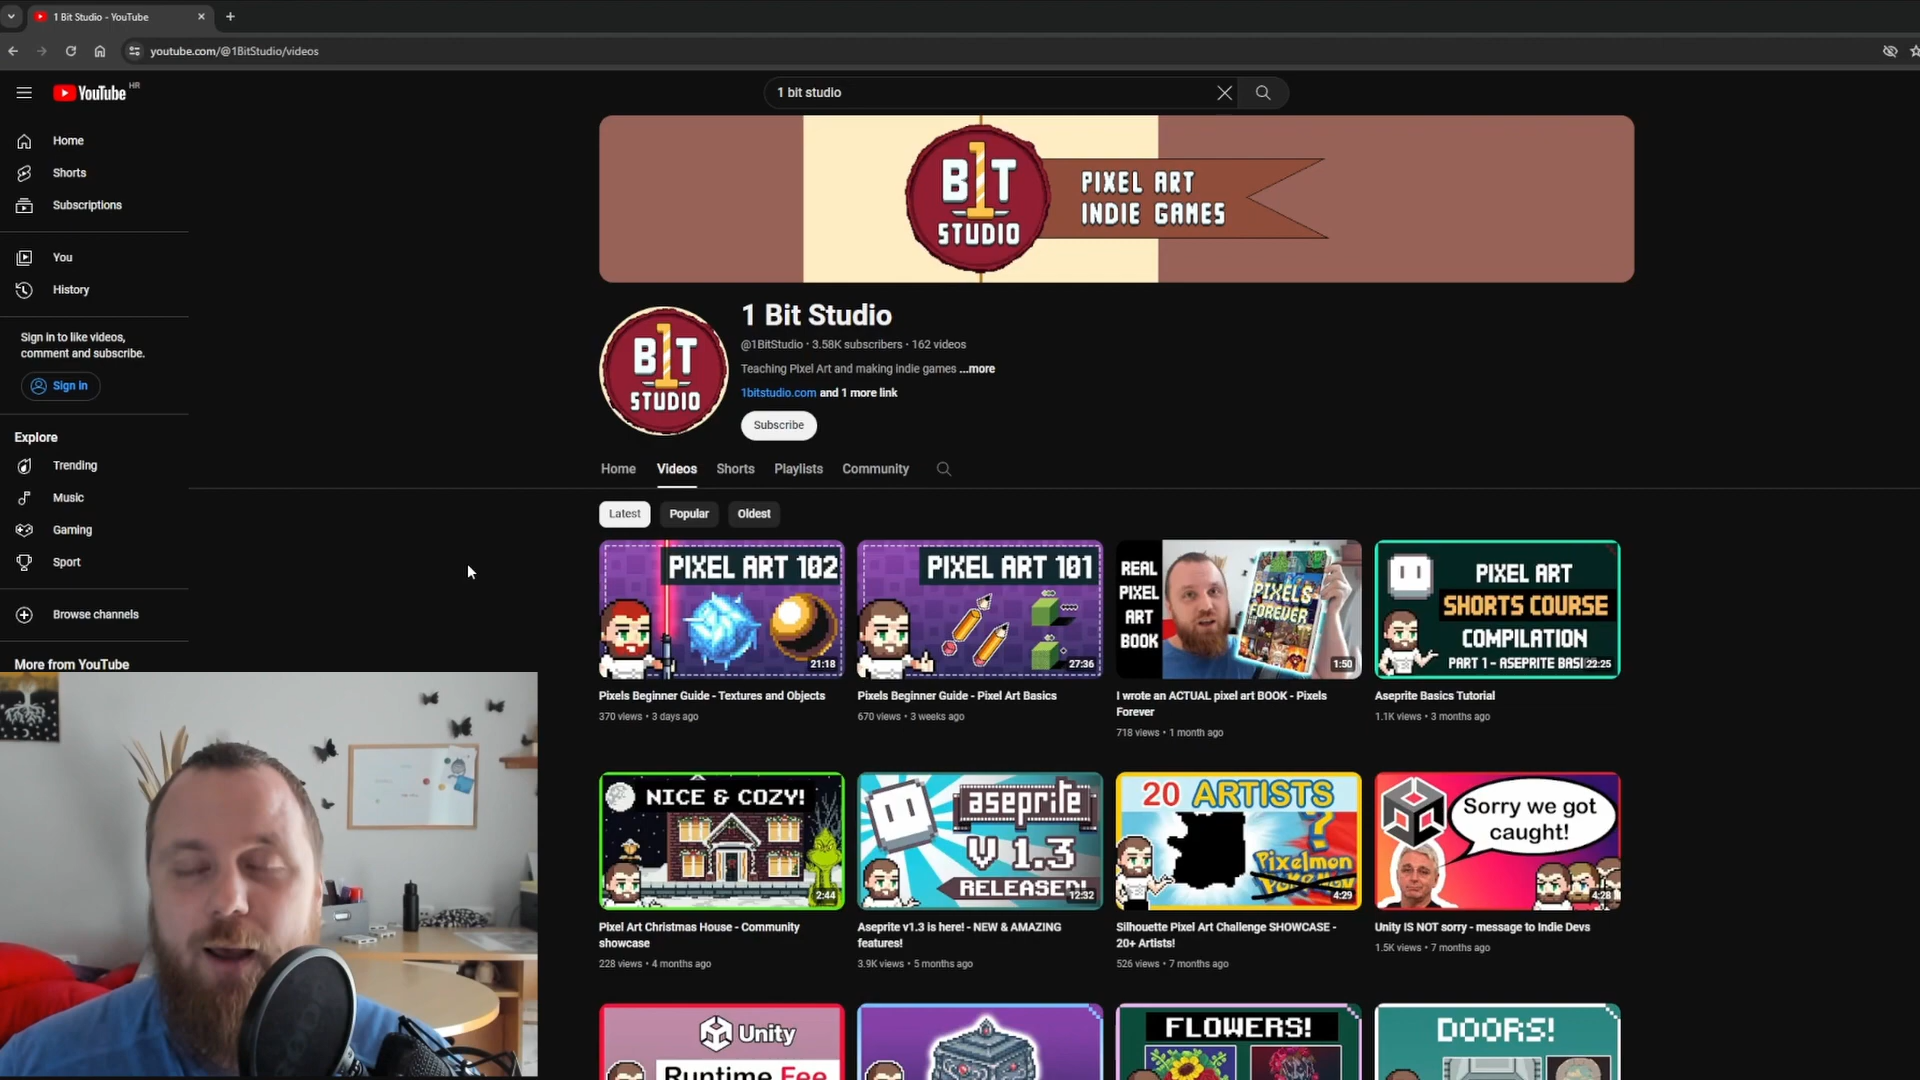 1 Bit Studio - YouTube
youtube.com/@1BitStudio/videos
YouTube HR
1 bit studio
Home
Shorts
Subscriptions
You
History
Sign in to like videos,
comment and subscribe.
Sign in
Explore
Trending
Music
Gaming
Sport
Browse channels
More from YouTube
B1T
STUDIO
PIXEL ART
INDIE GAMES
B1T
STUDIO
1 Bit Studio
@1BitStudio · 3.58K subscribers · 162 videos
Teaching Pixel Art and making indie games ...more
1bitstudio.com and 1 more link
Subscribe
Home
Videos
Shorts
Playlists
Community
Latest
Popular
Oldest
PIXEL ART 102
21:18
Pixels Beginner Guide - Textures and Objects
370 views • 3 days ago
PIXEL ART 101
27:36
Pixels Beginner Guide - Pixel Art Basics
670 views • 3 weeks ago
REAL
PIXEL
ART
BOOK
PIXELS
FOREVER
1:50
I wrote an ACTUAL pixel art BOOK - Pixels
Forever
718 views • 1 month ago
PIXEL ART
SHORTS COURSE
COMPILATION
PART 1 - ASEPRITE BASI
22:25
Aseprite Basics Tutorial
1.1K views • 3 months ago
NICE & COZY!
2:44
Pixel Art Christmas House - Community
showcase
228 views • 4 months ago
aseprite
V 1.3
RELEASED!
12:32
Aseprite v1.3 is here! - NEW & AMAZING
features!
3.9K views • 5 months ago
20 ARTISTS
?
Pixelmon
Pokemon
4:29
Silhouette Pixel Art Challenge SHOWCASE -
20+ Artists!
526 views • 7 months ago
Sorry we got
caught!
4:28
Unity IS NOT sorry - message to Indie Devs
1.5K views • 7 months ago
Unity
Runtime Fee
FLOWERS!
DOORS!